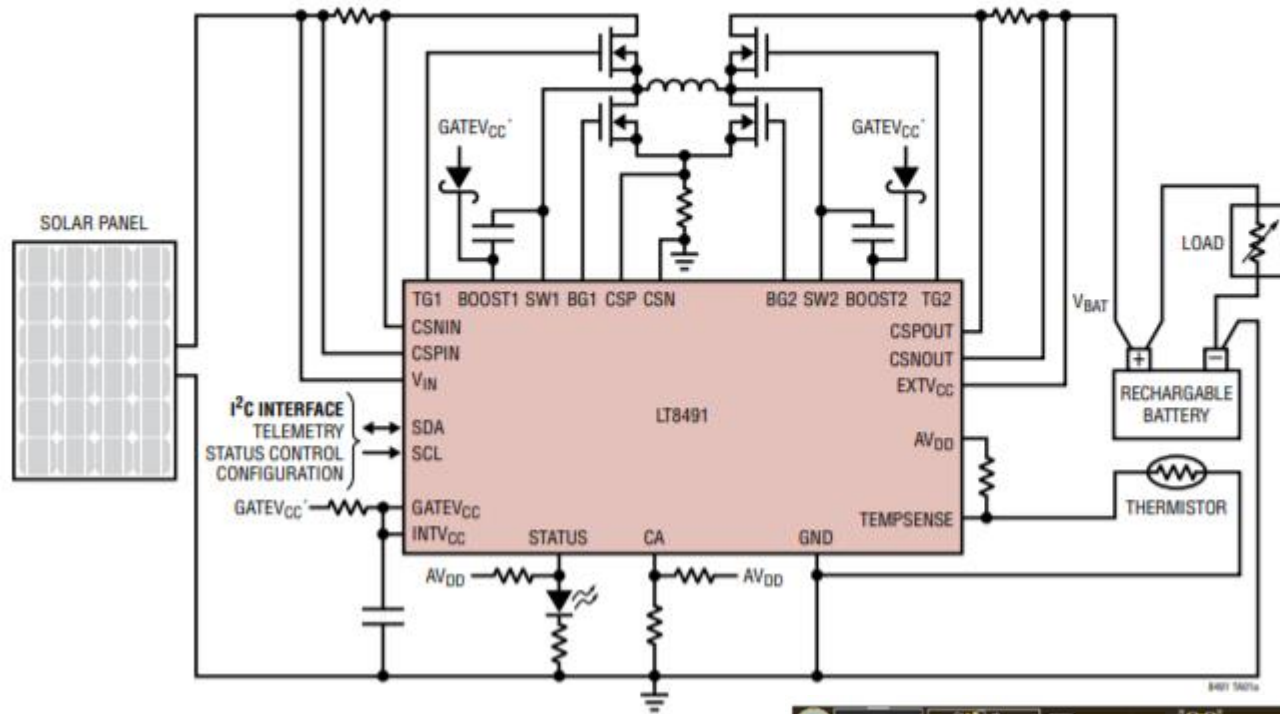 GATEVCC'
GATEVCC'
SOLAR PANEL
LOAD
TG1 BOOST1 SW1 BG1 CSP CSN BG2 SW2 BOOST2 TG2
VBAT
CSNIN
CSPIN
VIN
CSPOUT
CSNOUT
EXTVCC
+
−
RECHARGABLE
BATTERY
LT8491
I2C INTERFACE
TELEMETRY
STATUS CONTROL
CONFIGURATION
SDA
SCL
AVDD
GATEVCC'
GATEVCC
INTVCC
TEMPSENSE
THERMISTOR
STATUS CA GND
AVDD
AVDD
8491 TA01a